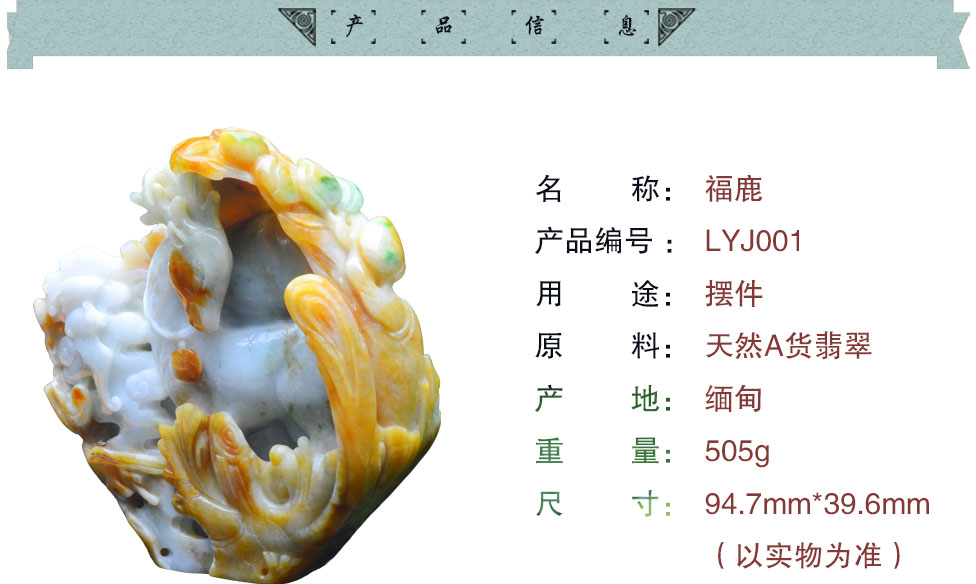 产品信息
名称：福鹿
产品编号：LYJ001
用途：摆件
原料：天然A货翡翠
产地：缅甸
重量：505g
尺寸：94.7mm*39.6mm
（以实物为准）